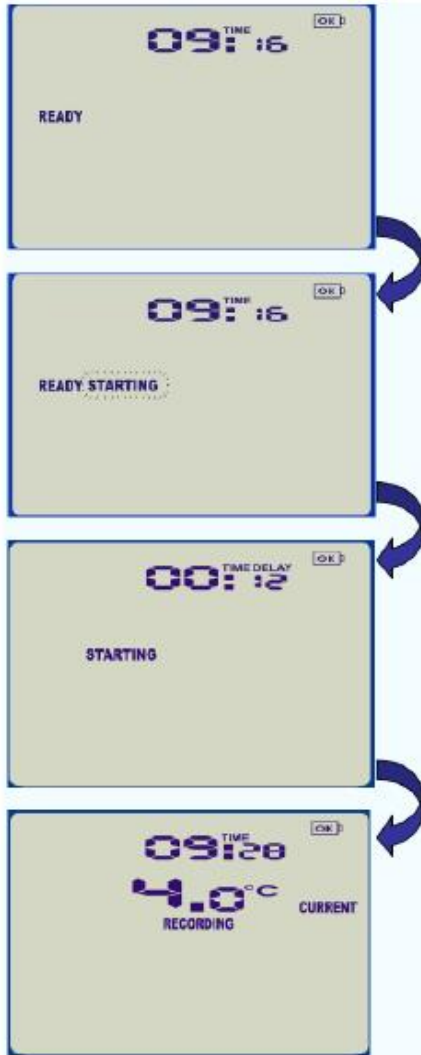 TIME
09: :16
OK
READY
TIME
09: :16
OK
READY STARTING
TIME DELAY
00: :12
OK
STARTING
TIME
09:28
OK
4.0°C
RECORDING
CURRENT